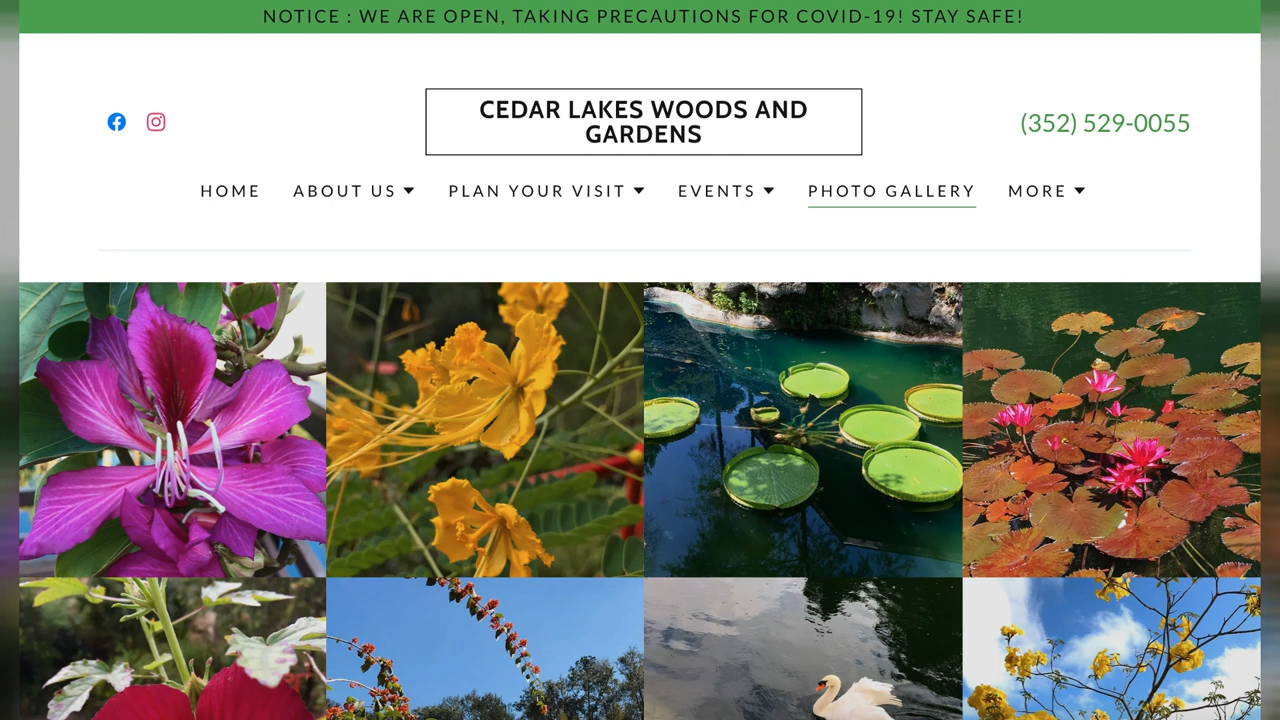 NOTICE : WE ARE OPEN, TAKING PRECAUTIONS FOR COVID-19! STAY SAFE!
CEDAR LAKES WOODS AND
GARDENS
(352) 529-0055
HOME ABOUT US PLAN YOUR VISIT EVENTS PHOTO GALLERY MORE